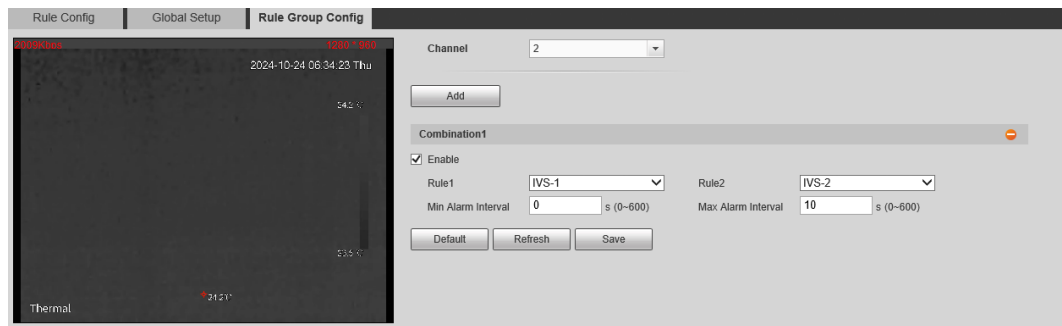 Rule Config Global Setup Rule Group Config
1280 * 960
2024-10-24 06:34:23 Thu
Thermal
Channel 2
Add
Combination1
Enable
Rule1 IVS-1 Rule2 IVS-2
Min Alarm Interval 0 s (0~600) Max Alarm Interval 10 s (0~600)
Default Refresh Save